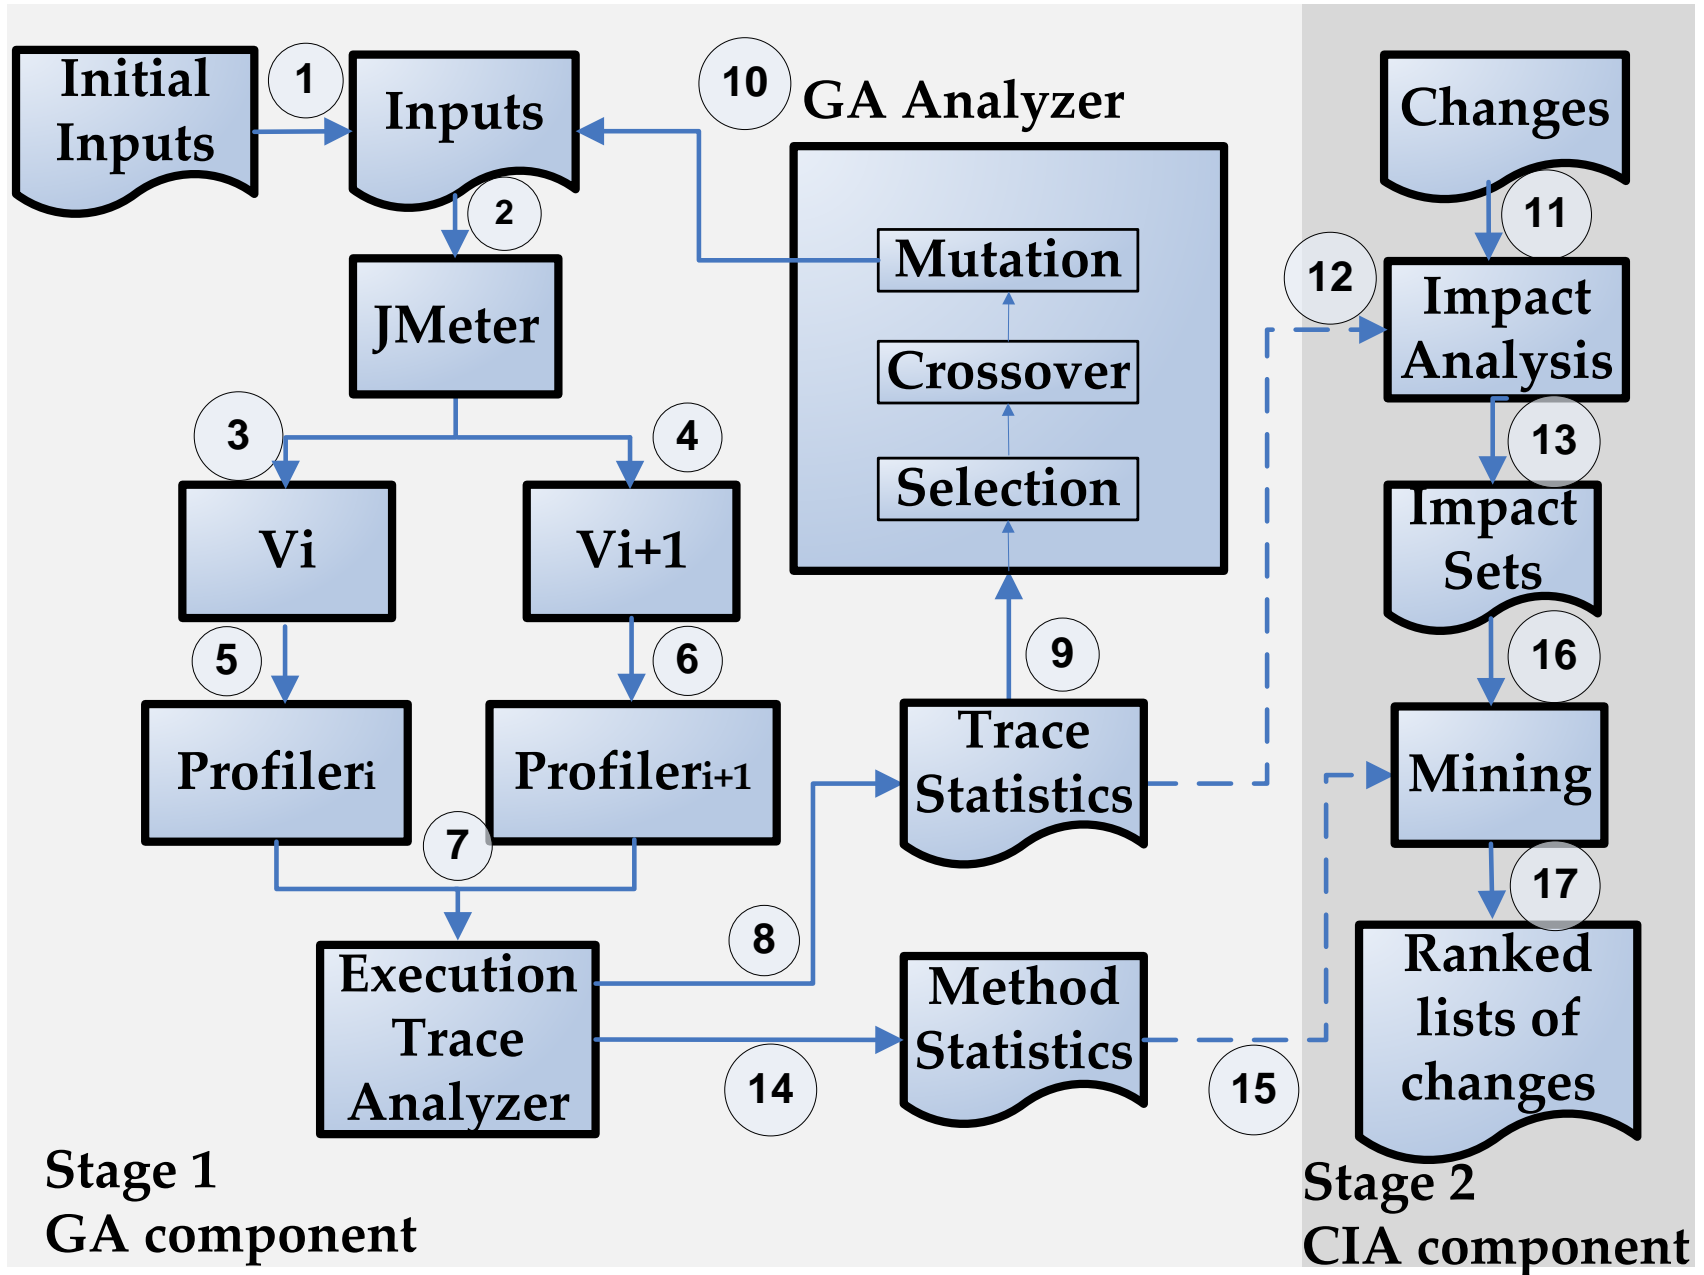 Initial
Inputs
1
Inputs
2
JMeter
3
4
Vi
Vi+1
5
6
Profileri
Profileri+1
7
Execution
Trace
Analyzer
8
14
Trace
Statistics
Method
Statistics
9
10
GA Analyzer
Mutation
Crossover
Selection
Stage 1
GA component
Changes
11
12
Impact
Analysis
13
Impact
Sets
16
Mining
15
17
Ranked
lists of
changes
Stage 2
CIA component